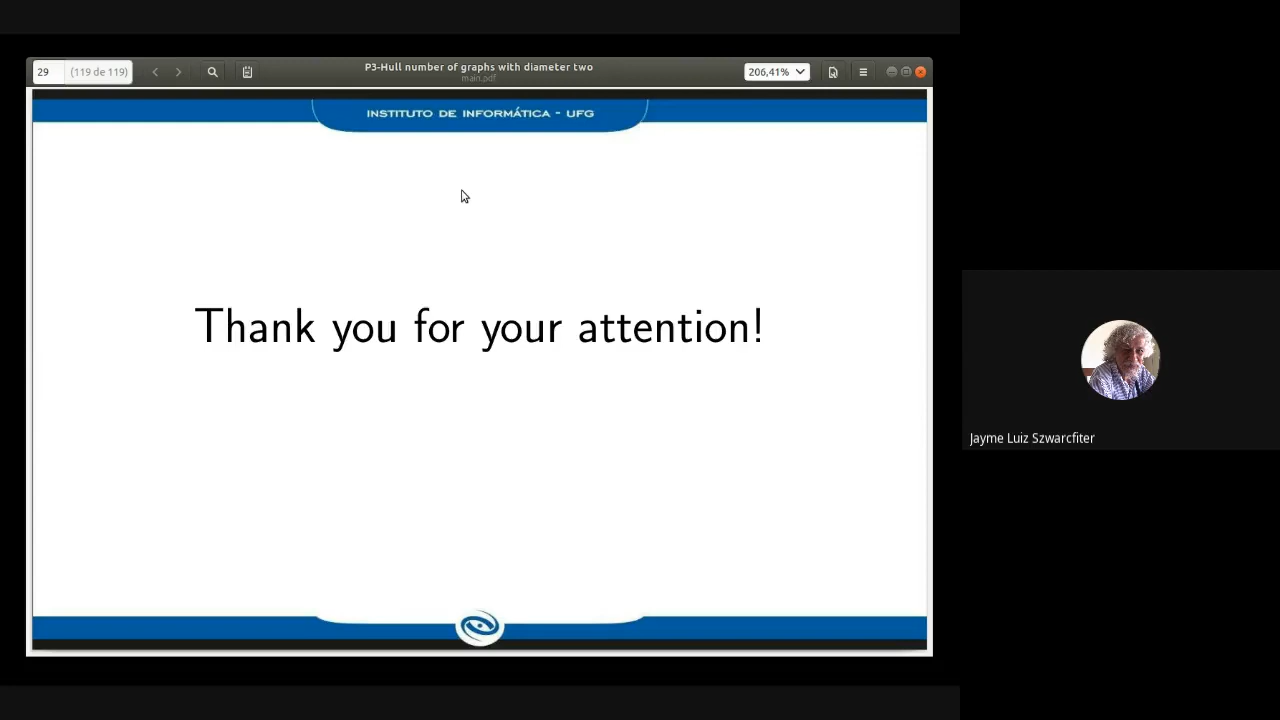 29 (119 de 119)
P3-Hull number of graphs with diameter two
main.pdf
206,41%
INSTITUTO DE INFORMÁTICA - UFG
Thank you for your attention!
Jayme Luiz Szwarcfiter